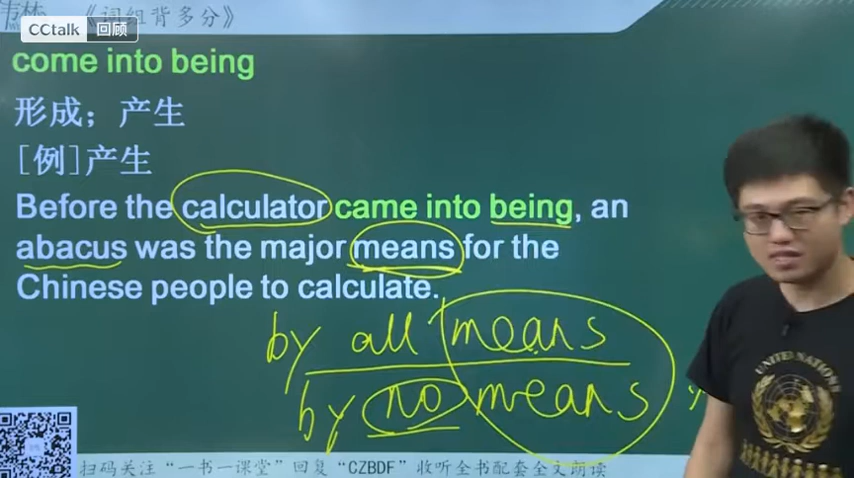 《词组背多分》
CCtalk 回顾
come into being
形成；产生
[例]产生
Before the calculator came into being, an
abacus was the major means for the
Chinese people to calculate.
by all means
by no means
UNITED NATIONS
扫码关注“一书一课堂”回复“CZBDF”收听全书配套全文朗读